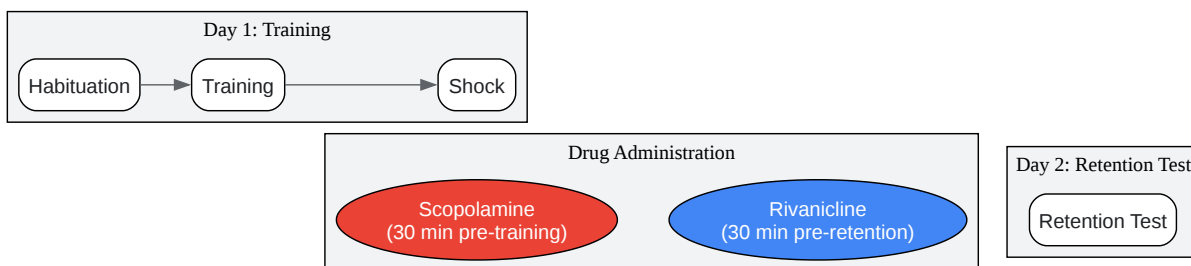 Day 1: Training
Habituation
Training
Shock
Drug Administration
Scopolamine
(30 min pre-training)
Rivanicline
(30 min pre-retention)
Day 2: Retention Test
Retention Test